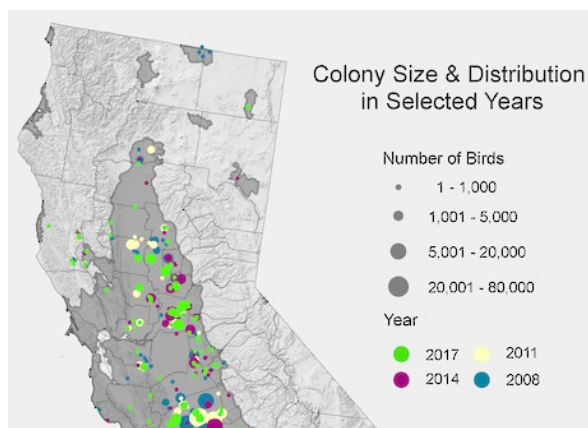 Colony Size & Distribution
in Selected Years
Number of Birds
1 - 1,000
1,001 - 5,000
5,001 - 20,000
20,001 - 80,000
Year
2017 2011
2014 2008